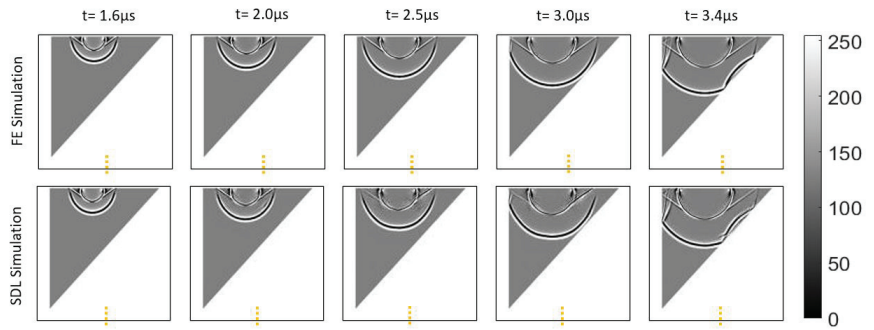 t= 1.6µs t= 2.0µs t= 2.5µs t= 3.0µs t= 3.4µs
FE Simulation
SDL Simulation
250
200
150
100
50
0